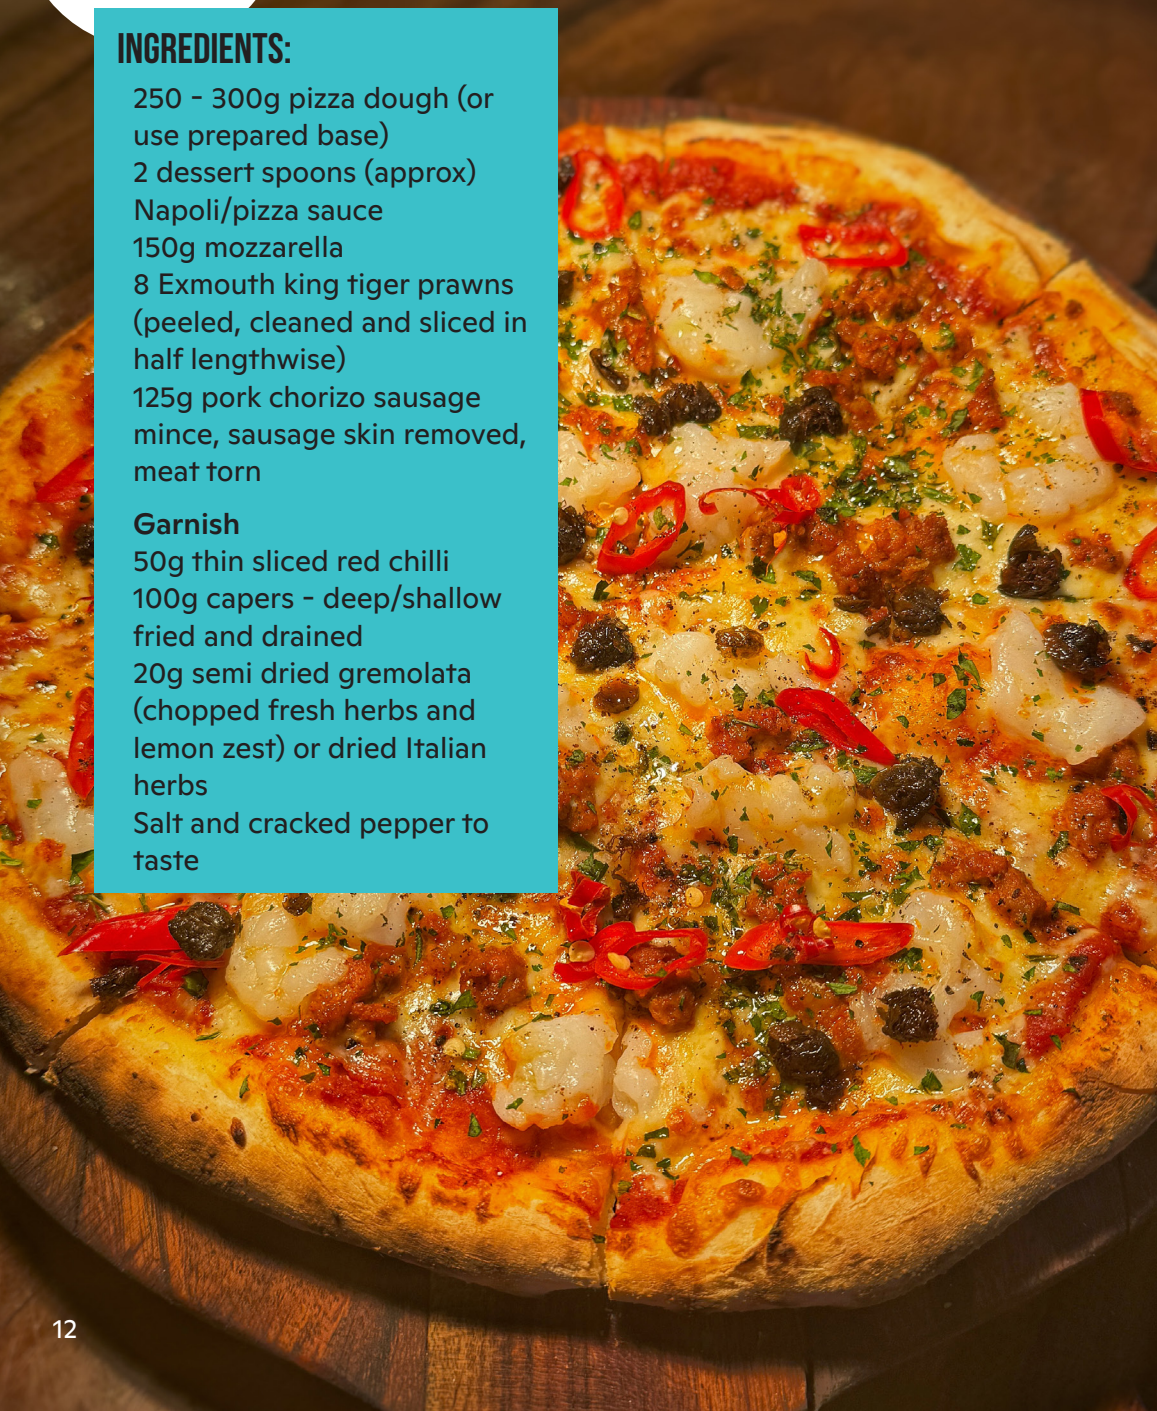 INGREDIENTS:
250 - 300g pizza dough (or
use prepared base)
2 dessert spoons (approx)
Napoli/pizza sauce
150g mozzarella
8 Exmouth king tiger prawns
(peeled, cleaned and sliced in
half lengthwise)
125g pork chorizo sausage
mince, sausage skin removed,
meat torn
Garnish
50g thin sliced red chilli
100g capers - deep/shallow
fried and drained
20g semi dried gremolata
(chopped fresh herbs and
lemon zest) or dried Italian
herbs
Salt and cracked pepper to
taste
12